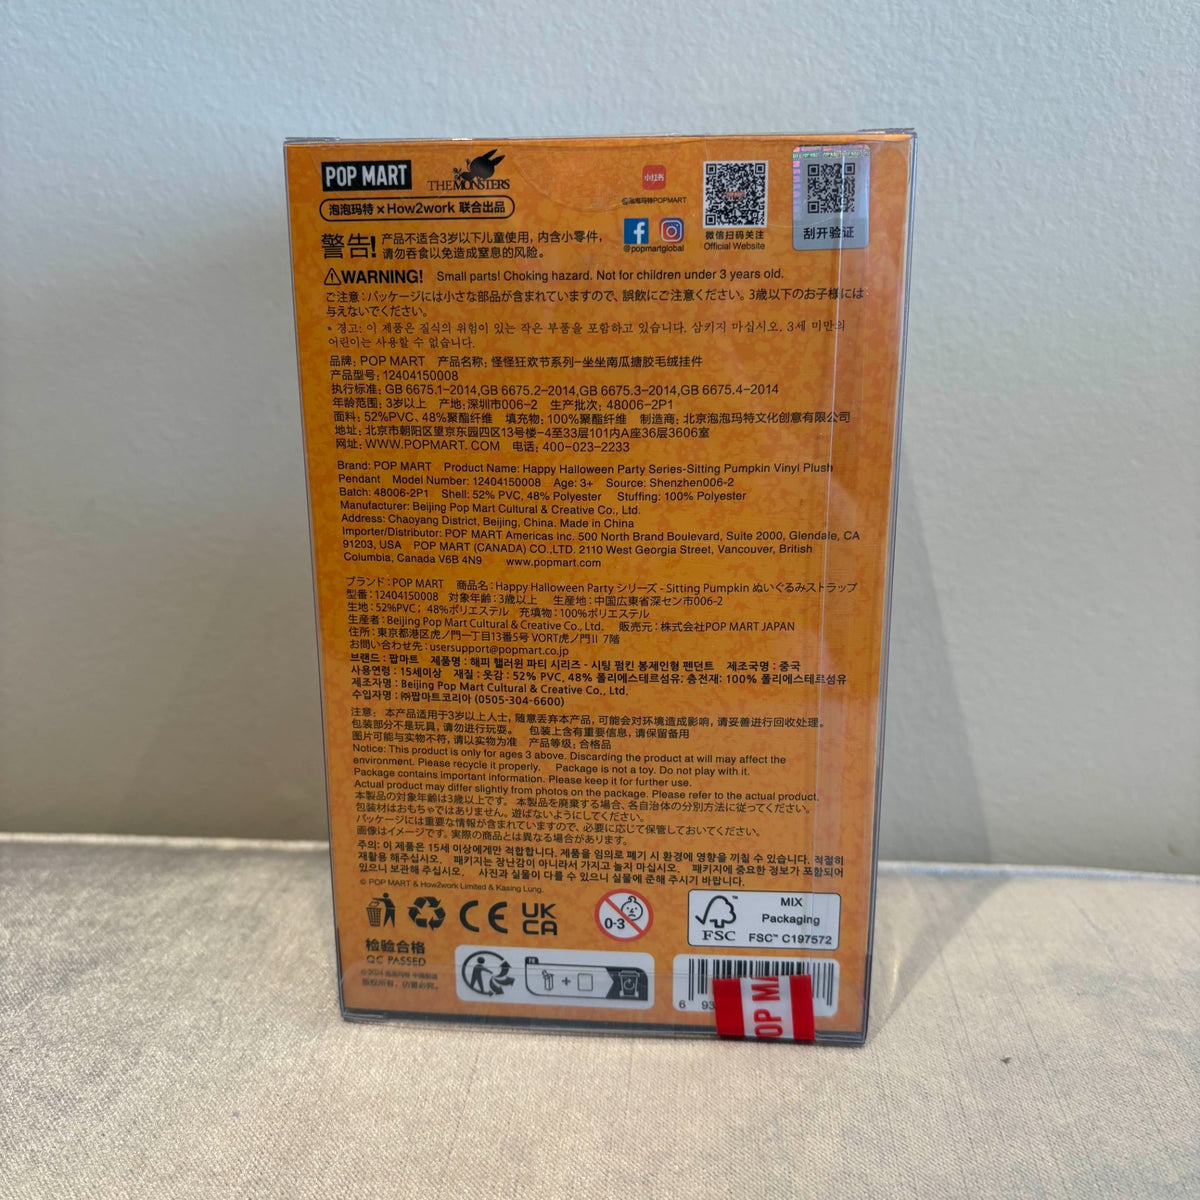 POP MART
THE MONSTERS
泡泡玛特 × How2work 联合出品
小红书
@泡泡玛特POPMART
@popmartglobal
微信扫码关注
Official Website
刮开验证
警告! 产品不适合3岁以下儿童使用，内含小零件，
请勿吞食以免造成窒息的风险。
WARNING! Small parts! Choking hazard. Not for children under 3 years old.
ご注意：パッケージには小さな部品が含まれていますので、誤飲にご注意ください。3歳以下のお子様には
与えないでください。
* 경고: 이 제품은 질식의 위험이 있는 작은 부품을 포함하고 있습니다. 삼키지 마십시오. 3세 미만의
어린이는 사용할 수 없습니다.
品牌：POP MART 产品名称：怪怪狂欢节系列-坐坐南瓜搪胶毛绒挂件
产品型号：12404150008
执行标准：GB 6675.1-2014,GB 6675.2-2014,GB 6675.3-2014,GB 6675.4-2014
年龄范围：3岁以上 产地：深圳市006-2 生产批次：48006-2P1
面料：52%PVC、48%聚酯纤维 填充物：100%聚酯纤维 制造商：北京泡泡玛特文化创意有限公司
地址：北京市朝阳区望京东园四区13号楼-4至33层101内A座36层3606室
网址：WWW.POPMART.COM 电话：400-023-2233
Brand: POP MART Product Name: Happy Halloween Party Series-Sitting Pumpkin Vinyl Plush
Pendant Model Number: 12404150008 Age: 3+ Source: Shenzhen006-2
Batch: 48006-2P1 Shell: 52% PVC, 48% Polyester Stuffing: 100% Polyester
Manufacturer: Beijing Pop Mart Cultural & Creative Co., Ltd.
Address: Chaoyang District, Beijing, China. Made in China
Importer/Distributor: POP MART Americas Inc. 500 North Brand Boulevard, Suite 2000, Glendale, CA
91203, USA POP MART (CANADA) CO.,LTD. 2110 West Georgia Street, Vancouver, British
Columbia, Canada V6B 4N9 www.popmart.com
ブランド：POP MART 商品名：Happy Halloween Party シリーズ - Sitting Pumpkin ぬいぐるみストラップ
型番：12404150008 対象年齢：3歳以上 生産地：中国広東省深セン市006-2
生地：52%PVC；48%ポリエステル 充填物：100%ポリエステル
生産者：Beijing Pop Mart Cultural & Creative Co., Ltd. 販売元：株式会社POP MART JAPAN
住所：東京都港区虎ノ門一丁目13番5号 VORT虎ノ門II 7階
お問い合わせ先：usersupport@popmart.co.jp
브랜드 : 팝마트 제품명 : 해피 핼러윈 파티 시리즈 - 시팅 펌킨 봉제인형 펜던트 제조국명 : 중국
사용연령 : 15세이상 재질 : 옷감 : 52% PVC, 48% 폴리에스테르섬유; 충전재: 100% 폴리에스테르섬유
제조자명 : Beijing Pop Mart Cultural & Creative Co., Ltd.
수입자명 : ㈜팝마트코리아 (0505-304-6600)
注意：本产品适用于3岁以上人士，随意丢弃本产品，可能会对环境造成影响，请妥善进行回收处理。
包装部分不是玩具，请勿进行玩耍。 包装上含有重要信息，请保留备用
图片可能与实物不符，请以实物为准 产品等级：合格品
Notice: This product is only for ages 3 above. Discarding the product at will may affect the
environment. Please recycle it properly. Package is not a toy. Do not play with it.
Package contains important information. Please keep it for further use.
Actual product may differ slightly from photos on the package. Please refer to the actual product.
本製品の対象年齢は3歳以上です。 本製品を廃棄する場合、各自治体の分別方法に従ってください。
包装材はおもちゃではありません。遊ばないようにしてください。
パッケージには重要な情報が含まれていますので、必要に応じて保管しておいてください。
画像はイメージです。実際の商品とは異なる場合があります。
주의: 이 제품은 15세 이상에게만 적합합니다. 제품을 임의로 폐기 시 환경에 영향을 끼칠 수 있습니다. 적절히
재활용 해주십시오. 패키지는 장난감이 아니라서 가지고 놀지 마십시오. 패키지에 중요한 정보가 포함되어
있으니 보관해 주십시오. 사진과 실물이 다를 수 있으니 실물에 준해 주시기 바랍니다.
© POP MART & How2work Limited & Kasing Lung.
CE
UK
CA
0-3
FSC
MIX
Packaging
FSC™ C197572
检验合格
QC PASSED
©2024 泡泡玛特 中国制造
版权所有，仿冒必究。
FR
+
6 93
OP MA